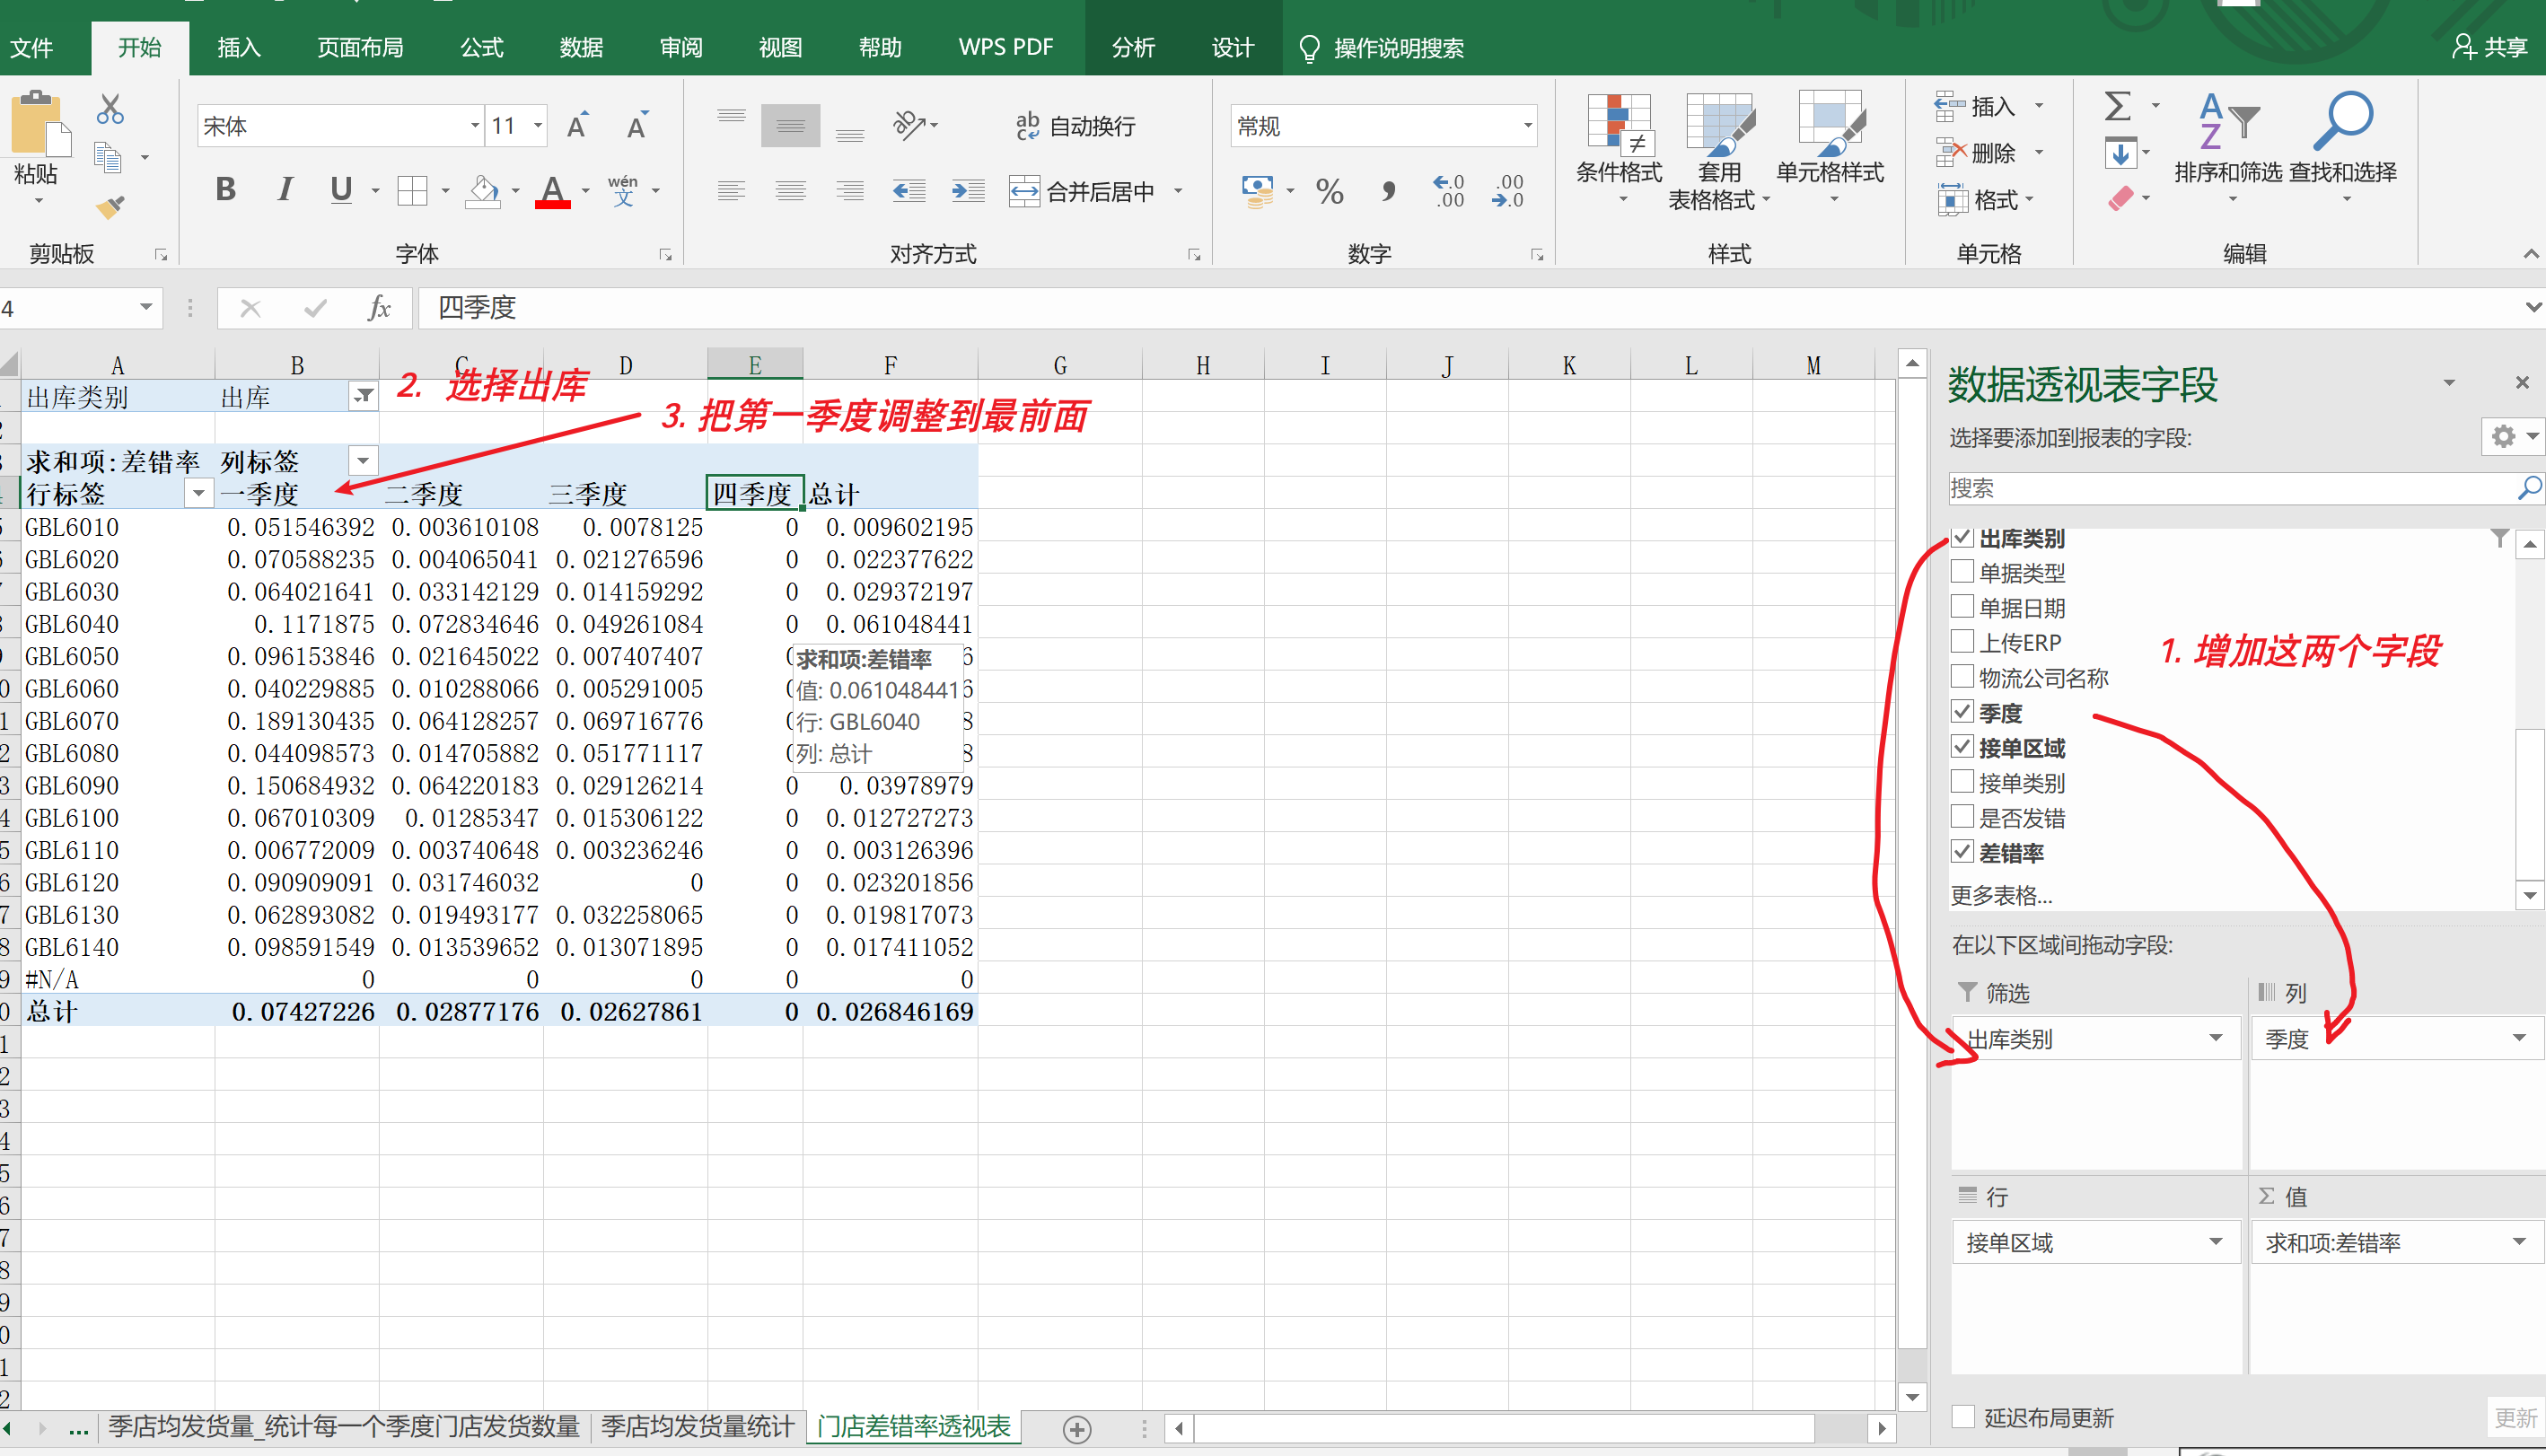 文件 开始 插入 页面布局 公式 数据 审阅 视图 帮助 WPS PDF 分析 设计 操作说明搜索 共享
宋体 11 自动换行 常规 插入
粘贴 B I U A wén 文 合并后居中 % 条件格式 套用 表格格式 单元格样式 删除 格式 排序和筛选 查找和选择
剪贴板 字体 对齐方式 数字 样式 单元格 编辑
4 fx 四季度
A B C D E F G H I J K L M
出库类别 出库
2. 选择出库
3. 把第一季度调整到最前面
求和项:差错率 列标签
行标签 一季度 二季度 三季度 四季度 总计
GBL6010 0.051546392 0.003610108 0.0078125 0 0.009602195
GBL6020 0.070588235 0.004065041 0.021276596 0 0.022377622
GBL6030 0.064021641 0.033142129 0.014159292 0 0.029372197
GBL6040 0.1171875 0.072834646 0.049261084 0 0.061048441
GBL6050 0.096153846 0.021645022 0.007407407
GBL6060 0.040229885 0.010288066 0.005291005
GBL6070 0.189130435 0.064128257 0.069716776
GBL6080 0.044098573 0.014705882 0.051771117
GBL6090 0.150684932 0.064220183 0.029126214 0 0.03978979
GBL6100 0.067010309 0.01285347 0.015306122 0 0.012727273
GBL6110 0.006772009 0.003740648 0.003236246 0 0.003126396
GBL6120 0.090909091 0.031746032 0 0 0.023201856
GBL6130 0.062893082 0.019493177 0.032258065 0 0.019817073
GBL6140 0.098591549 0.013539652 0.013071895 0 0.017411052
#N/A 0 0 0 0 0
总计 0.07427226 0.02877176 0.02627861 0 0.026846169
求和项:差错率
值: 0.061048441
行: GBL6040
列: 总计
数据透视表字段
选择要添加到报表的字段:
搜索
出库类别
单据类型
单据日期
上传ERP
物流公司名称
季度
接单区域
接单类别
是否发错
差错率
更多表格...
1. 增加这两个字段
在以下区域间拖动字段:
筛选 列
出库类别 季度
行 Σ 值
接单区域 求和项:差错率
延迟布局更新 更新
... 季店均发货量_统计每一个季度门店发货数量 季店均发货量统计 门店差错率透视表